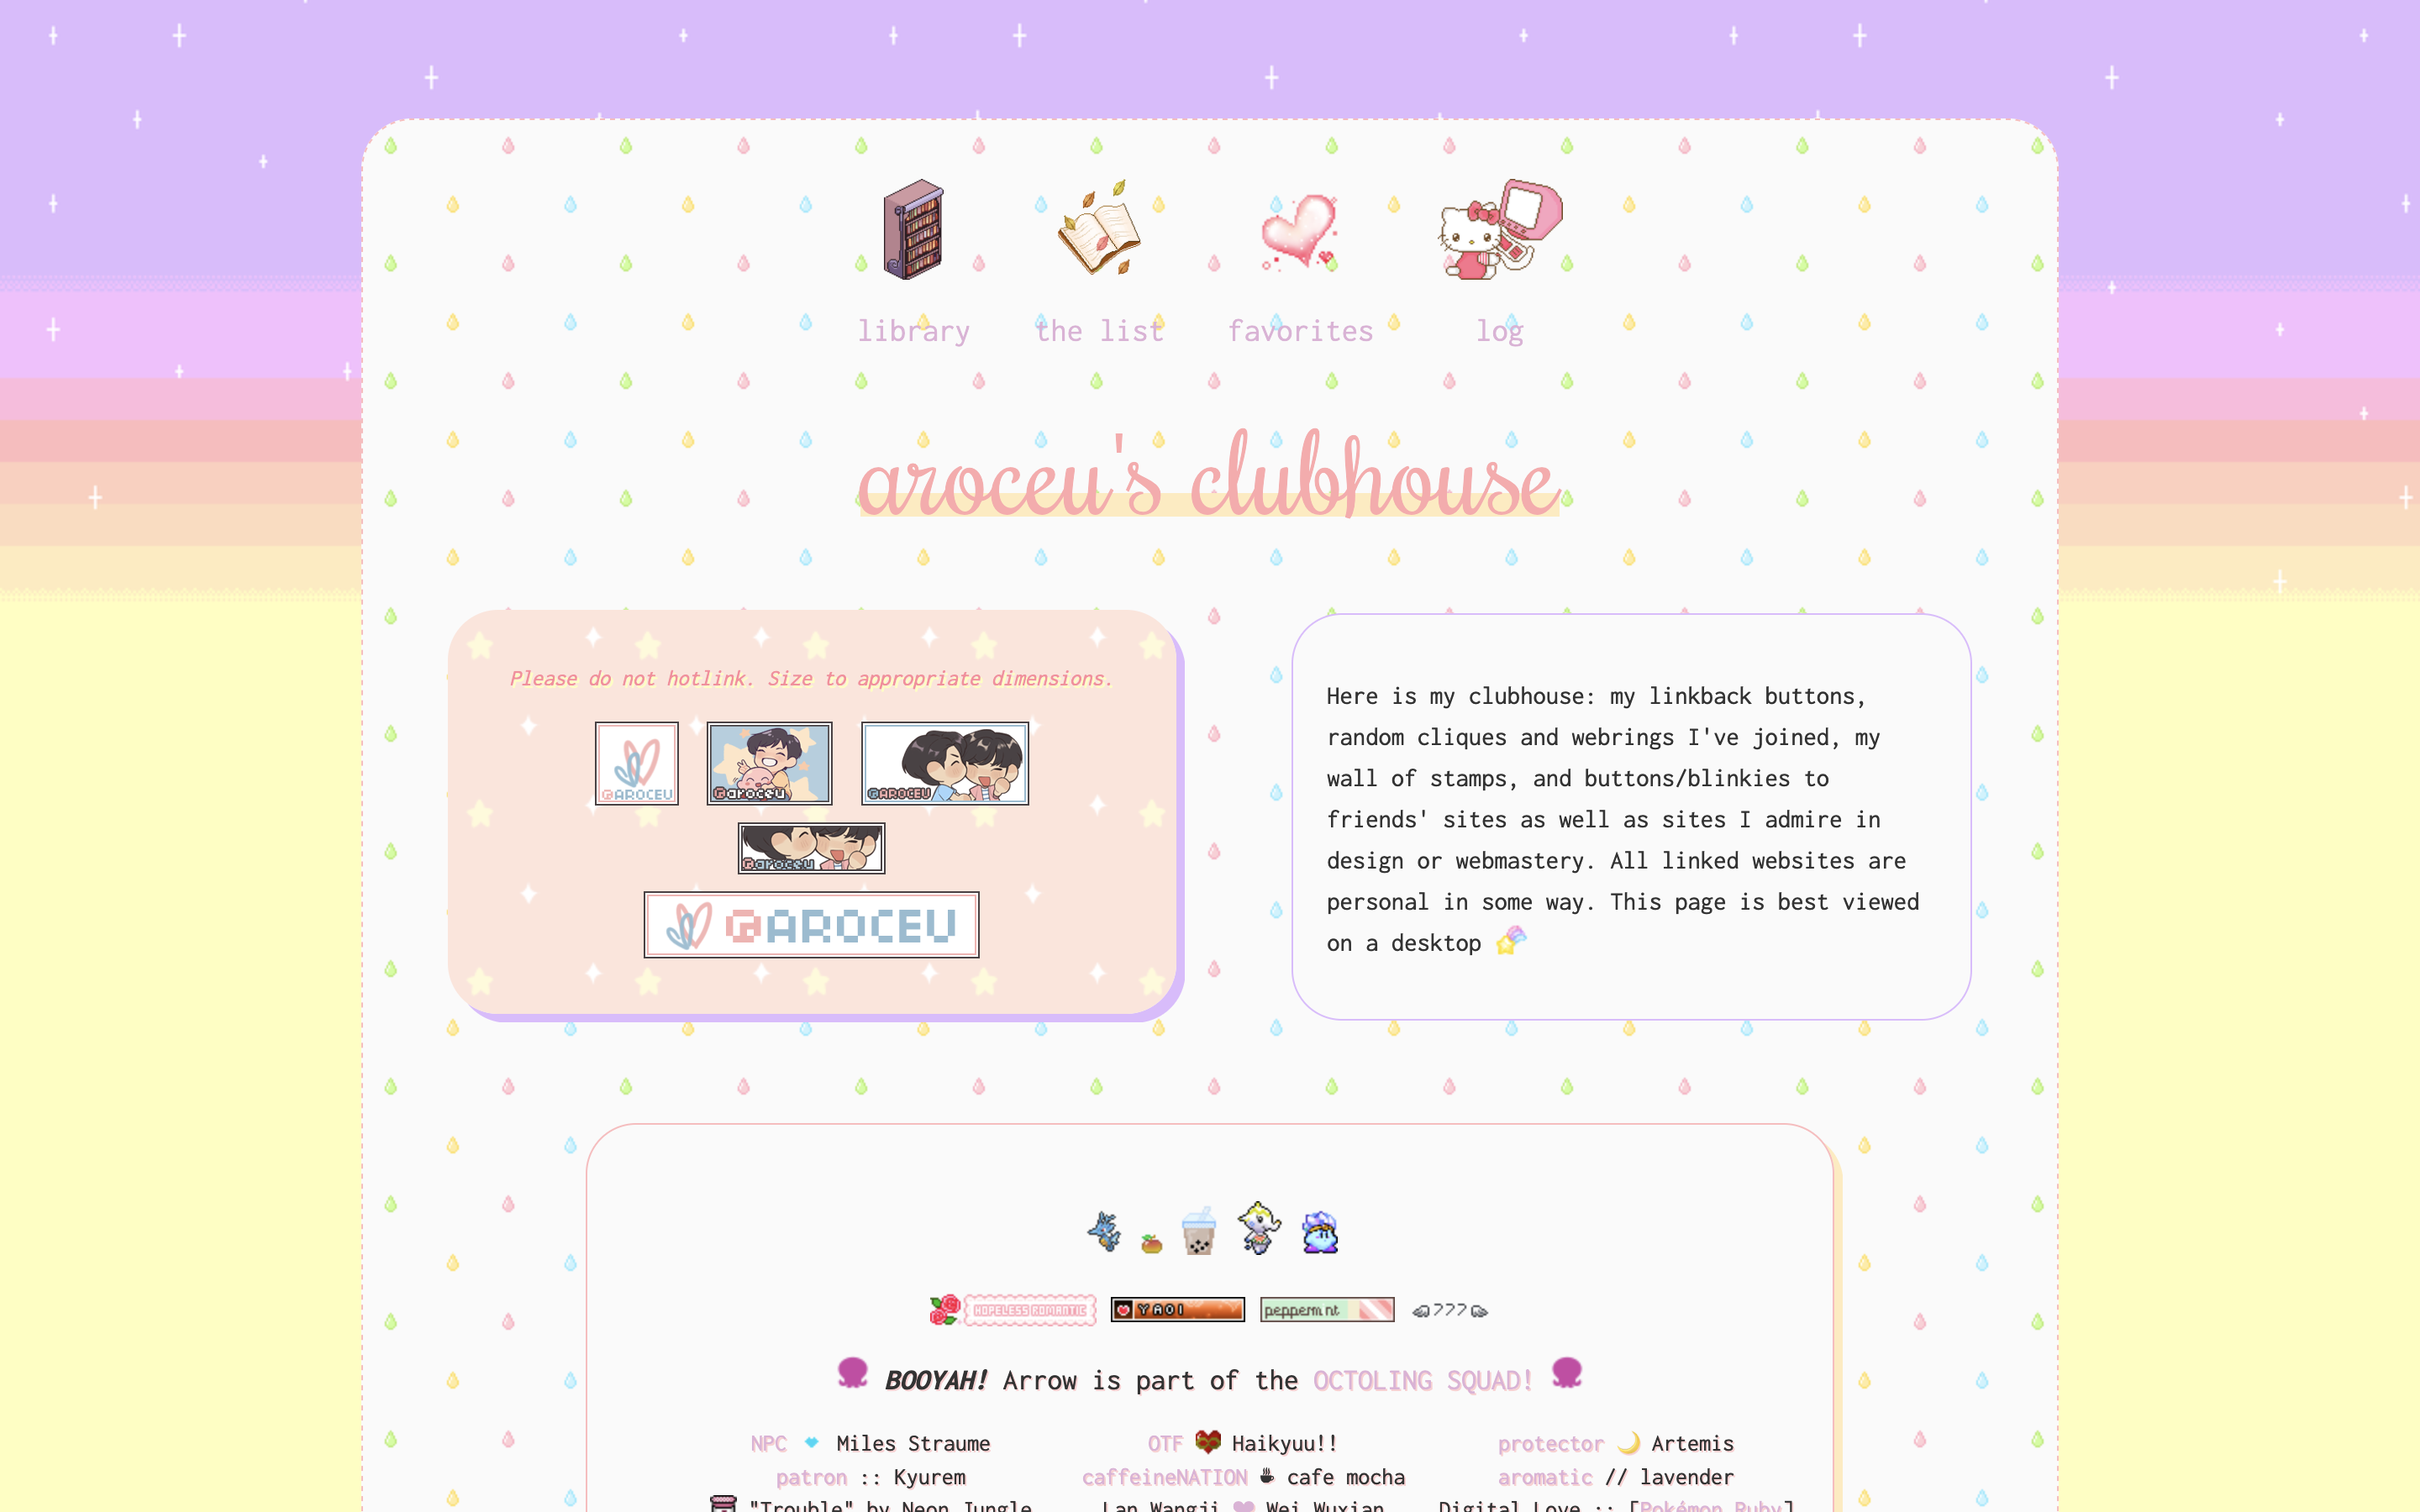 library the list favorites log
aroceu's clubhouse
Please do not hotlink. Size to appropriate dimensions.
@AROCEU @aroceu @AROCEU
@aroceu
@AROCEU
Here is my clubhouse: my linkback buttons,
random cliques and webrings I've joined, my
wall of stamps, and buttons/blinkies to
friends' sites as well as sites I admire in
design or webmastery. All linked websites are
personal in some way. This page is best viewed
on a desktop
HOPELESS ROMANTIC YAOI peppermint 777
BOOYAH! Arrow is part of the OCTOLING SQUAD!
NPC Miles Straume OTF Haikyuu!! protector Artemis
patron :: Kyurem caffeineNATION cafe mocha aromatic // lavender
"Trouble" by Neon Jungle Lan Wangji Wei Wuxian Digital Love :: [Pokémon Ruby]